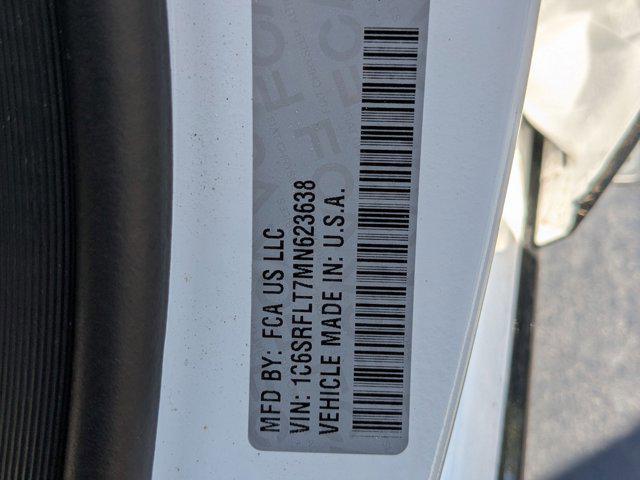 MFD BY: FCA US LLC
VIN: 1C6SRFLT7MN623638
VEHICLE MADE IN: U.S.A.